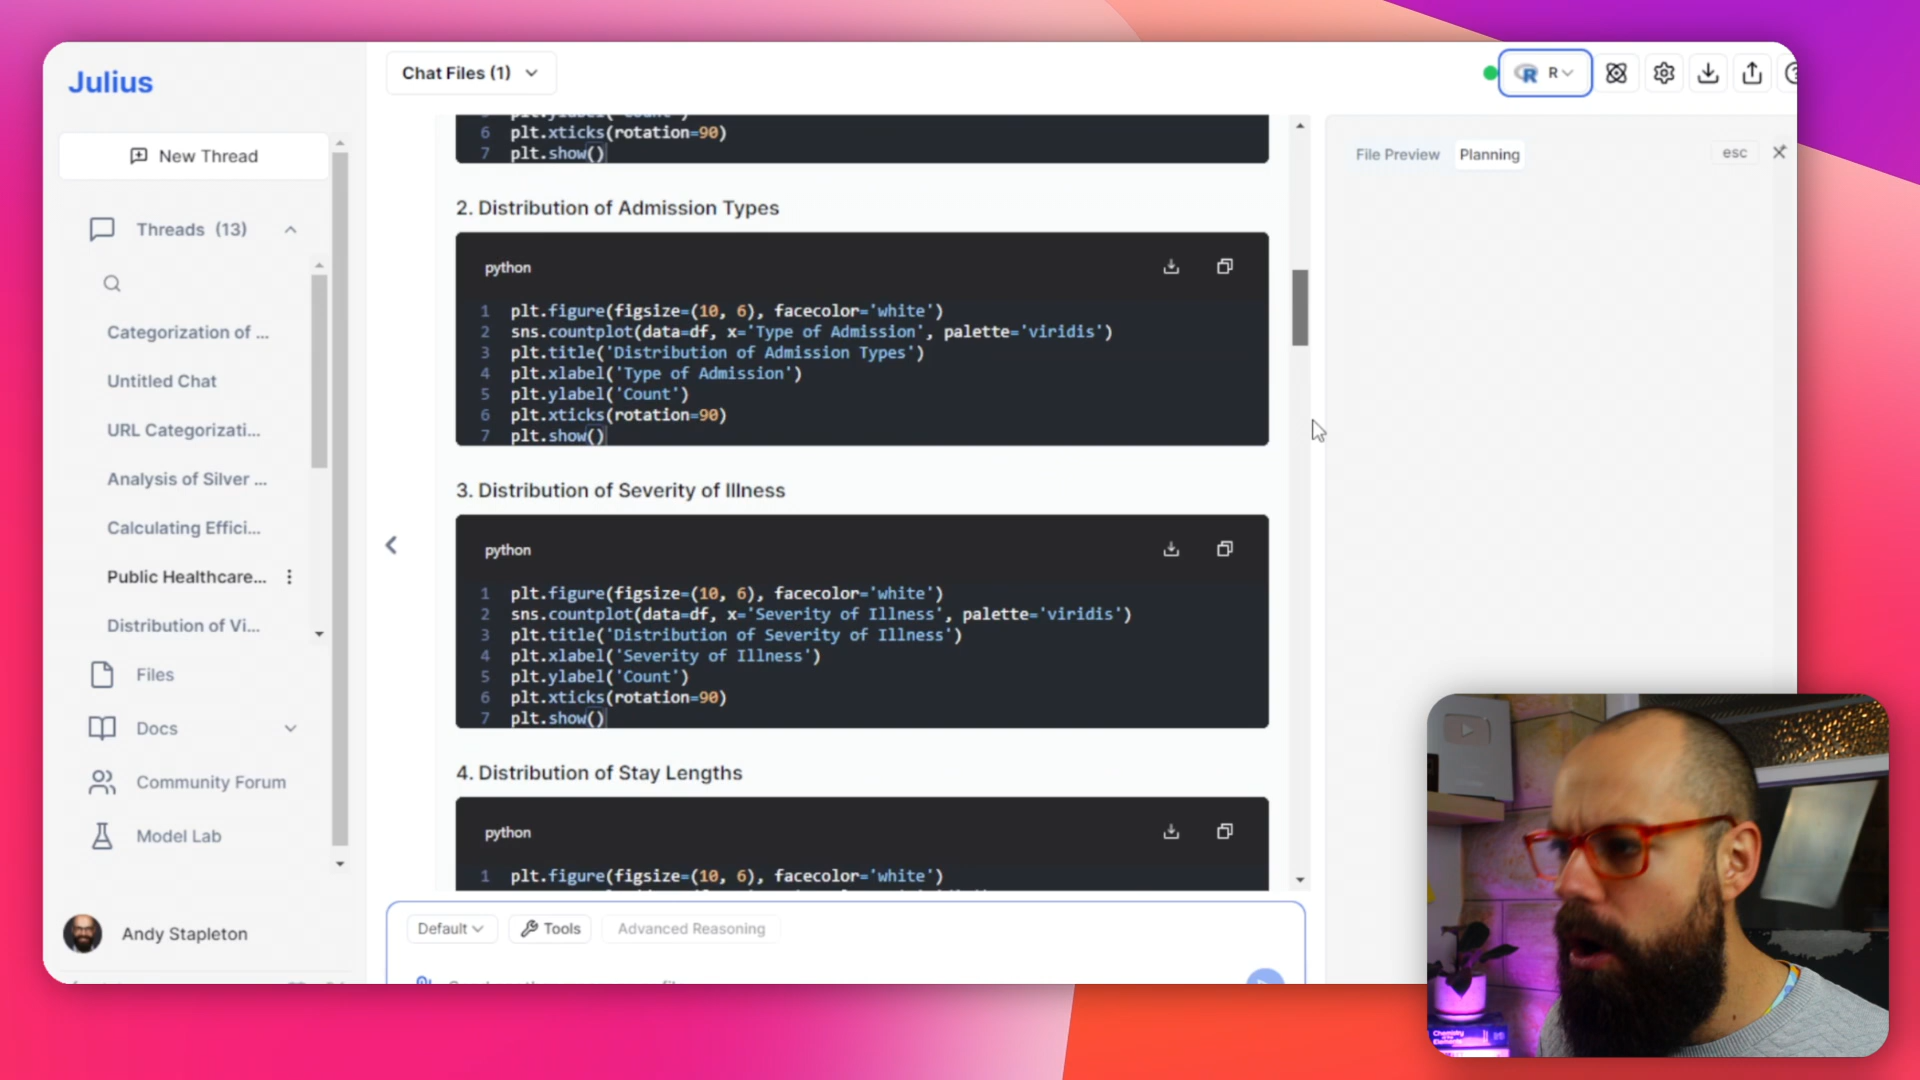 Julius
Chat Files (1)
R
New Thread
Threads (13)
Categorization of ...
Untitled Chat
URL Categorizati...
Analysis of Silver ...
Calculating Effici...
Public Healthcare...
Distribution of Vi...
Files
Docs
Community Forum
Model Lab
Andy Stapleton
6 plt.xticks(rotation=90)
7 plt.show()
2. Distribution of Admission Types
python
1 plt.figure(figsize=(10, 6), facecolor='white')
2 sns.countplot(data=df, x='Type of Admission', palette='viridis')
3 plt.title('Distribution of Admission Types')
4 plt.xlabel('Type of Admission')
5 plt.ylabel('Count')
6 plt.xticks(rotation=90)
7 plt.show()
3. Distribution of Severity of Illness
python
1 plt.figure(figsize=(10, 6), facecolor='white')
2 sns.countplot(data=df, x='Severity of Illness', palette='viridis')
3 plt.title('Distribution of Severity of Illness')
4 plt.xlabel('Severity of Illness')
5 plt.ylabel('Count')
6 plt.xticks(rotation=90)
7 plt.show()
4. Distribution of Stay Lengths
python
1 plt.figure(figsize=(10, 6), facecolor='white')
Default
Tools
Advanced Reasoning
File Preview
Planning
esc
Chemistry